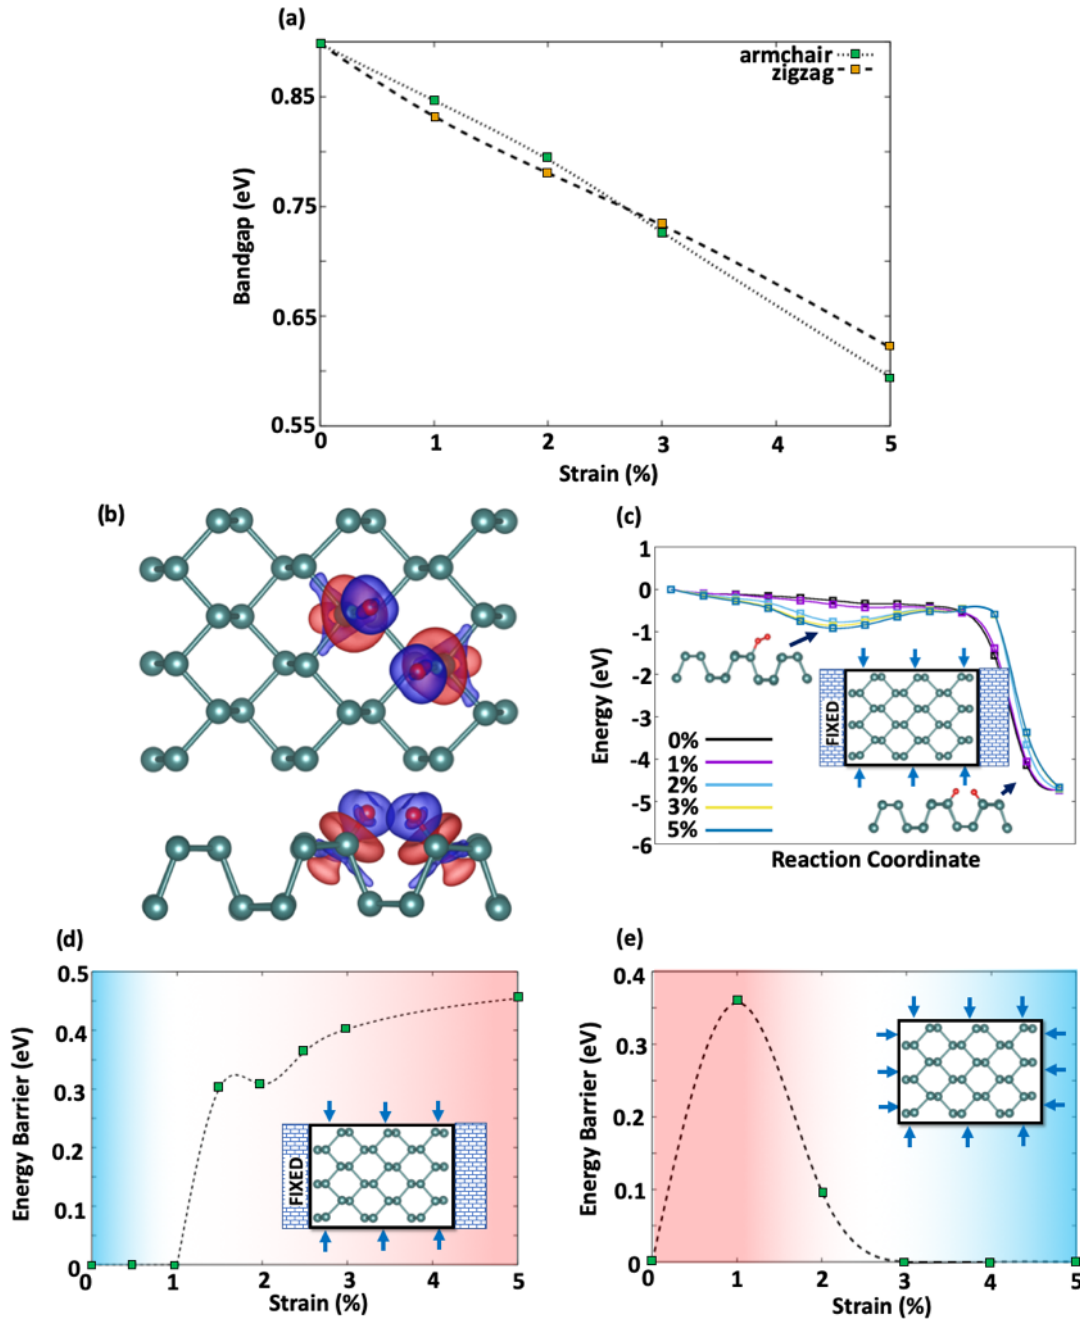 (a)
armchair
zigzag
0.85
0.75
0.65
0.55
Bandgap (eV)
0 1 2 3 4 5
Strain (%)
(b)
(c)
1
0
-1
-2
-3
-4
-5
-6
Energy (eV)
FIXED
0%
1%
2%
3%
5%
Reaction Coordinate
(d)
0.5
0.4
0.3
0.2
0.1
0
Energy Barrier (eV)
FIXED
0 1 2 3 4 5
Strain (%)
(e)
0.4
0.3
0.2
0.1
0
Energy Barrier (eV)
0 1 2 3 4 5
Strain (%)